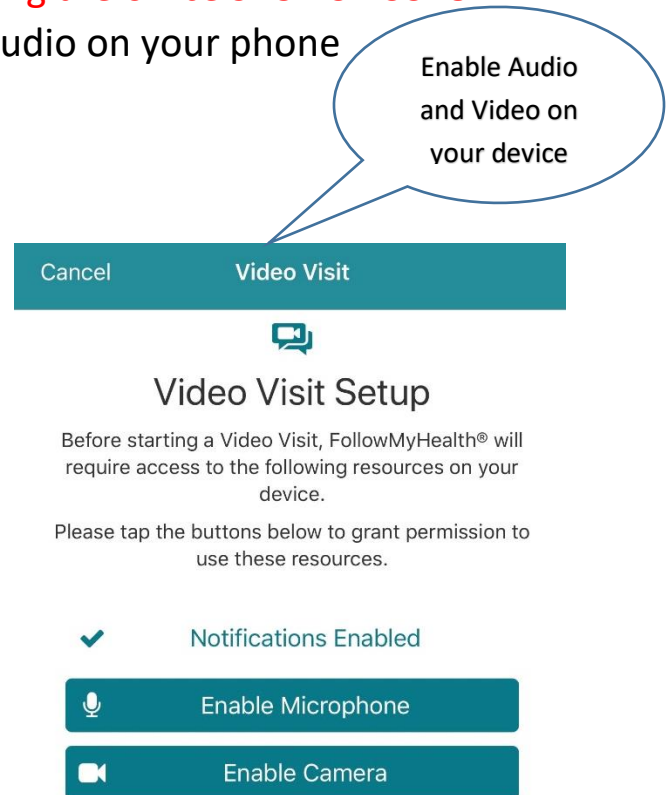 udio on your phone
Enable Audio
and Video on
your device
Cancel Video Visit
Video Visit Setup
Before starting a Video Visit, FollowMyHealth® will
require access to the following resources on your
device.
Please tap the buttons below to grant permission to
use these resources.
Notifications Enabled
Enable Microphone
Enable Camera